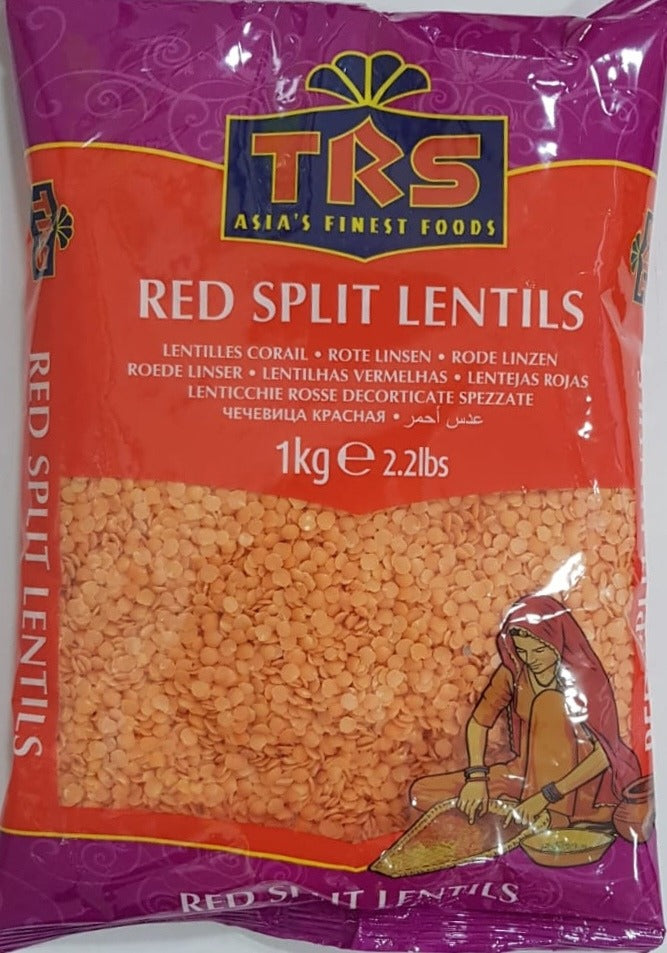 TRS
ASIA'S FINEST FOODS
TRS
RED SPLIT LENTILS
LENTILLES CORAIL • ROTE LINSEN • RODE LINZEN
ROEDE LINSER • LENTILHAS VERMELHAS • LENTEJAS ROJAS
LENTICCHIE ROSSE DECORTICATE SPEZZATE
ЧЕЧЕВИЦА КРАСНАЯ • عدس أحمر
1kg e 2.2lbs
RED SPLIT LENTILS
RED SPLIT LENTILS